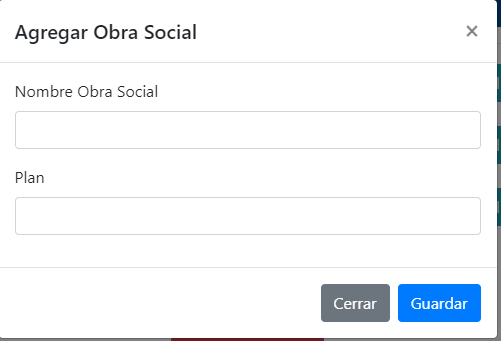 Agregar Obra Social
×
Nombre Obra Social
Plan
Cerrar
Guardar